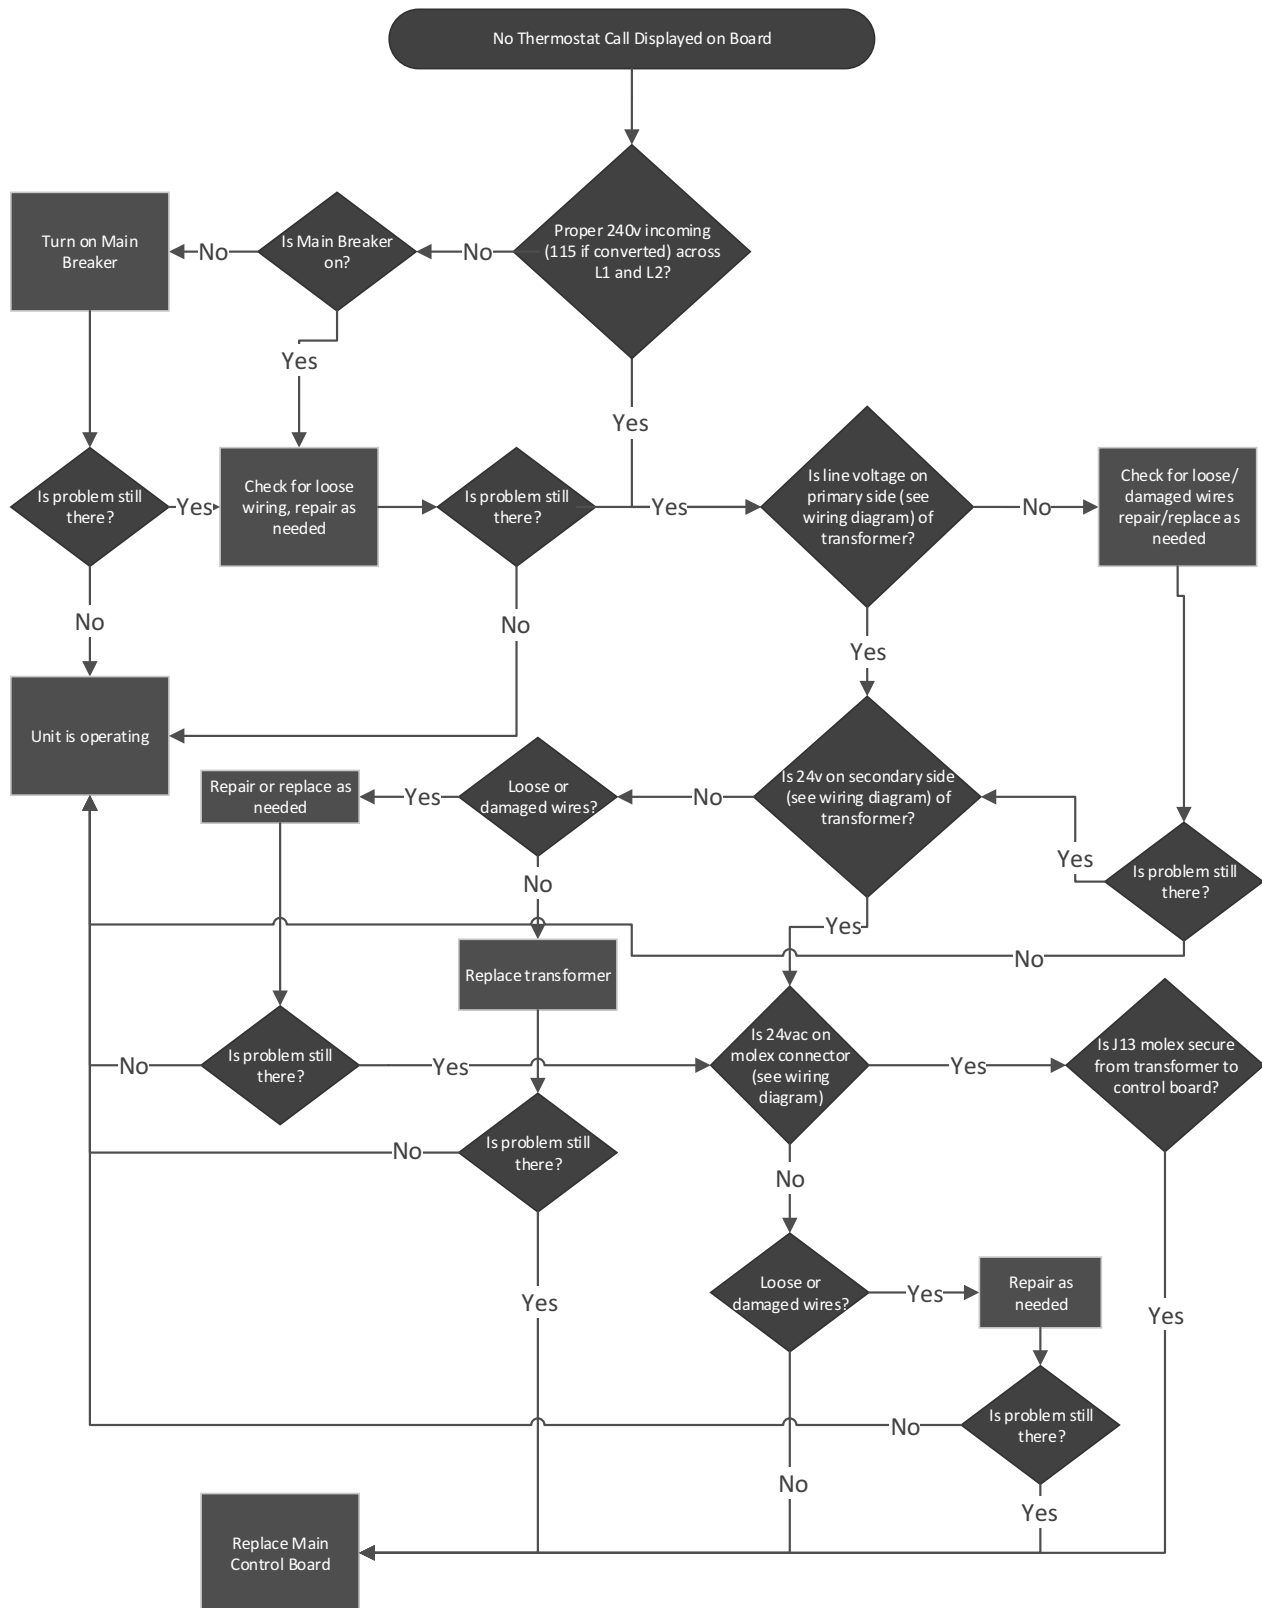 No Thermostat Call Displayed on Board
Proper 240v incoming
(115 if converted) across
L1 and L2?
No
Is Main Breaker
on?
No
Turn on Main
Breaker
Yes
Yes
Is problem still
there?
Yes
Check for loose
wiring, repair as
needed
Is problem still
there?
Yes
Is line voltage on
primary side (see
wiring diagram) of
transformer?
No
Check for loose/
damaged wires
repair/replace as
needed
No
No
Yes
Unit is operating
Repair or replace as
needed
Yes
Loose or
damaged wires?
No
Is 24v on secondary side
(see wiring diagram) of
transformer?
Yes
Is problem still
there?
No
Yes
No
Replace transformer
No
Is problem still
there?
Yes
Is 24vac on
molex connector
(see wiring
diagram)
Yes
Is J13 molex secure
from transformer to
control board?
No
Is problem still
there?
No
Yes
Loose or
damaged wires?
Yes
Repair as
needed
Yes
No
Is problem still
there?
No
Yes
Replace Main
Control Board